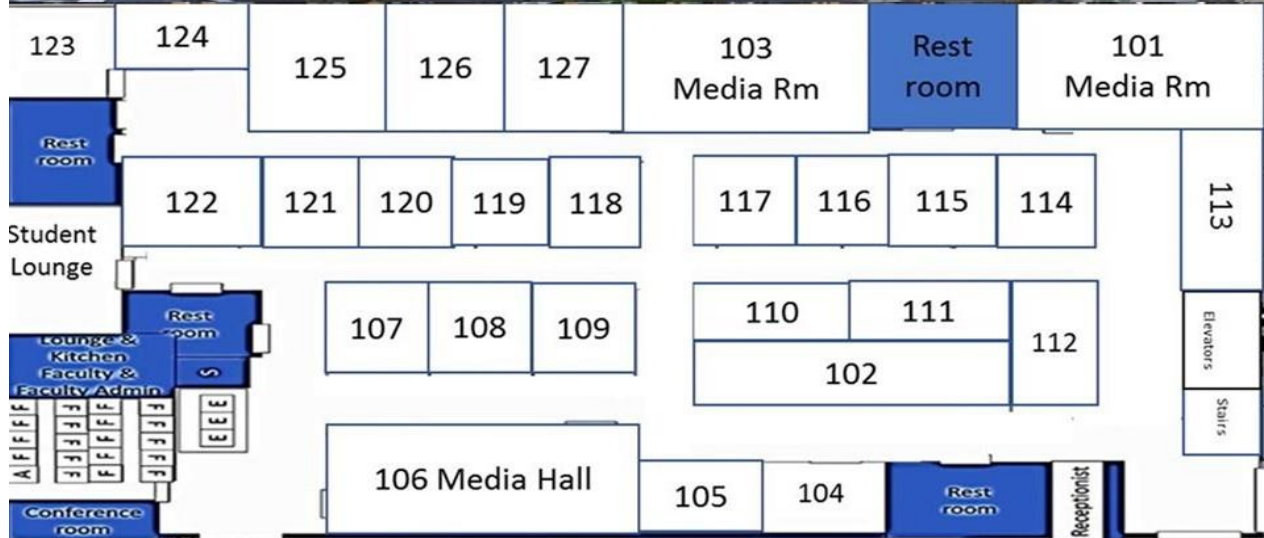 123
124
125
126
127
103
Media Rm
Rest
room
101
Media Rm
Rest
room
122
121
120
119
118
117
116
115
114
113
Student
Lounge
Rest
room
107
108
109
110
111
102
112
Elevators
Stairs
Lounge &
Kitchen
Faculty &
Faculty Admin
S
F F F F
F F F F
F F F F
F F F F
A F F F F
E E
E E
E E
106 Media Hall
105
104
Rest
room
Receptionist
Conference
room